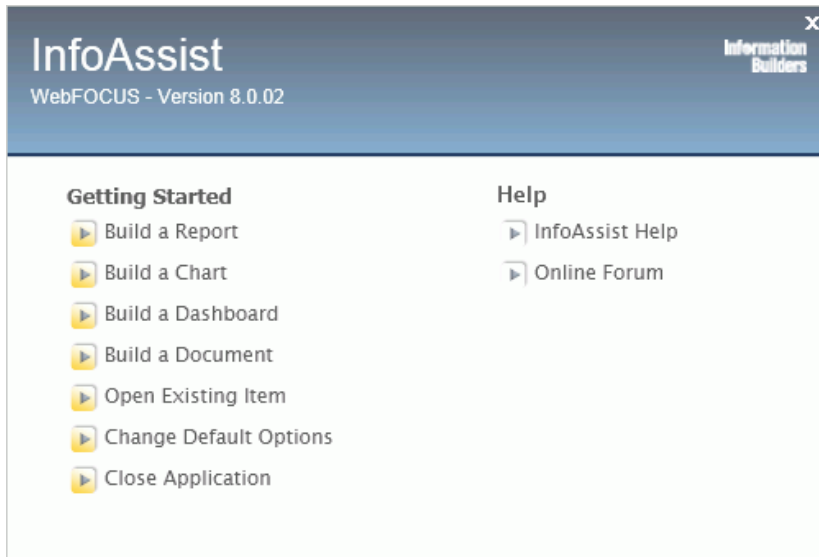 X
InfoAssist
Information
Builders
WebFOCUS - Version 8.0.02
Getting Started
Build a Report
Build a Chart
Build a Dashboard
Build a Document
Open Existing Item
Change Default Options
Close Application
Help
InfoAssist Help
Online Forum